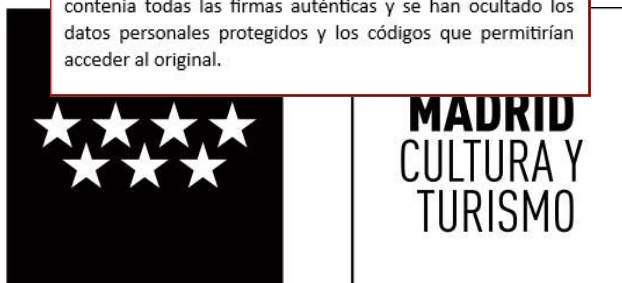 contenía todas las firmas auténticas y se han ocultado los
datos personales protegidos y los códigos que permitirían
acceder al original.
MADRID
CULTURA Y
TURISMO